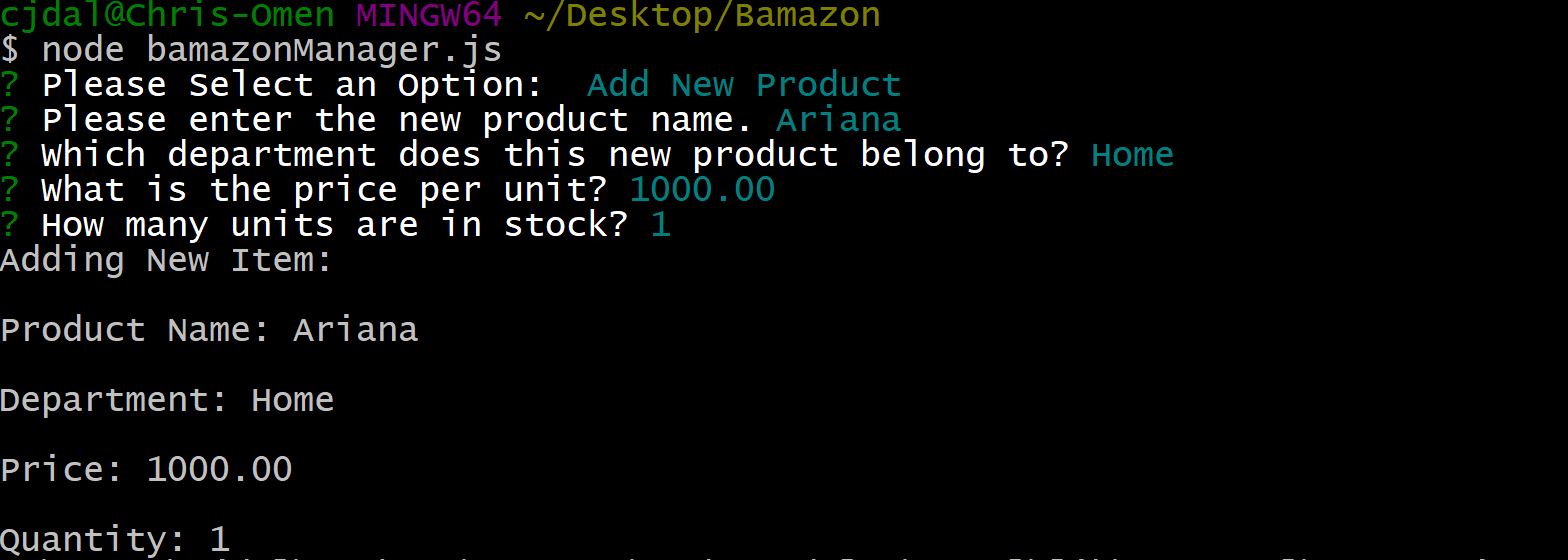 cjdal@Chris-Omen MINGW64 ~/Desktop/Bamazon
$ node bamazonManager.js
? Please Select an Option:  Add New Product
? Please enter the new product name. Ariana
? Which department does this new product belong to? Home
? What is the price per unit? 1000.00
? How many units are in stock? 1
Adding New Item:
Product Name: Ariana
Department: Home
Price: 1000.00
Quantity: 1